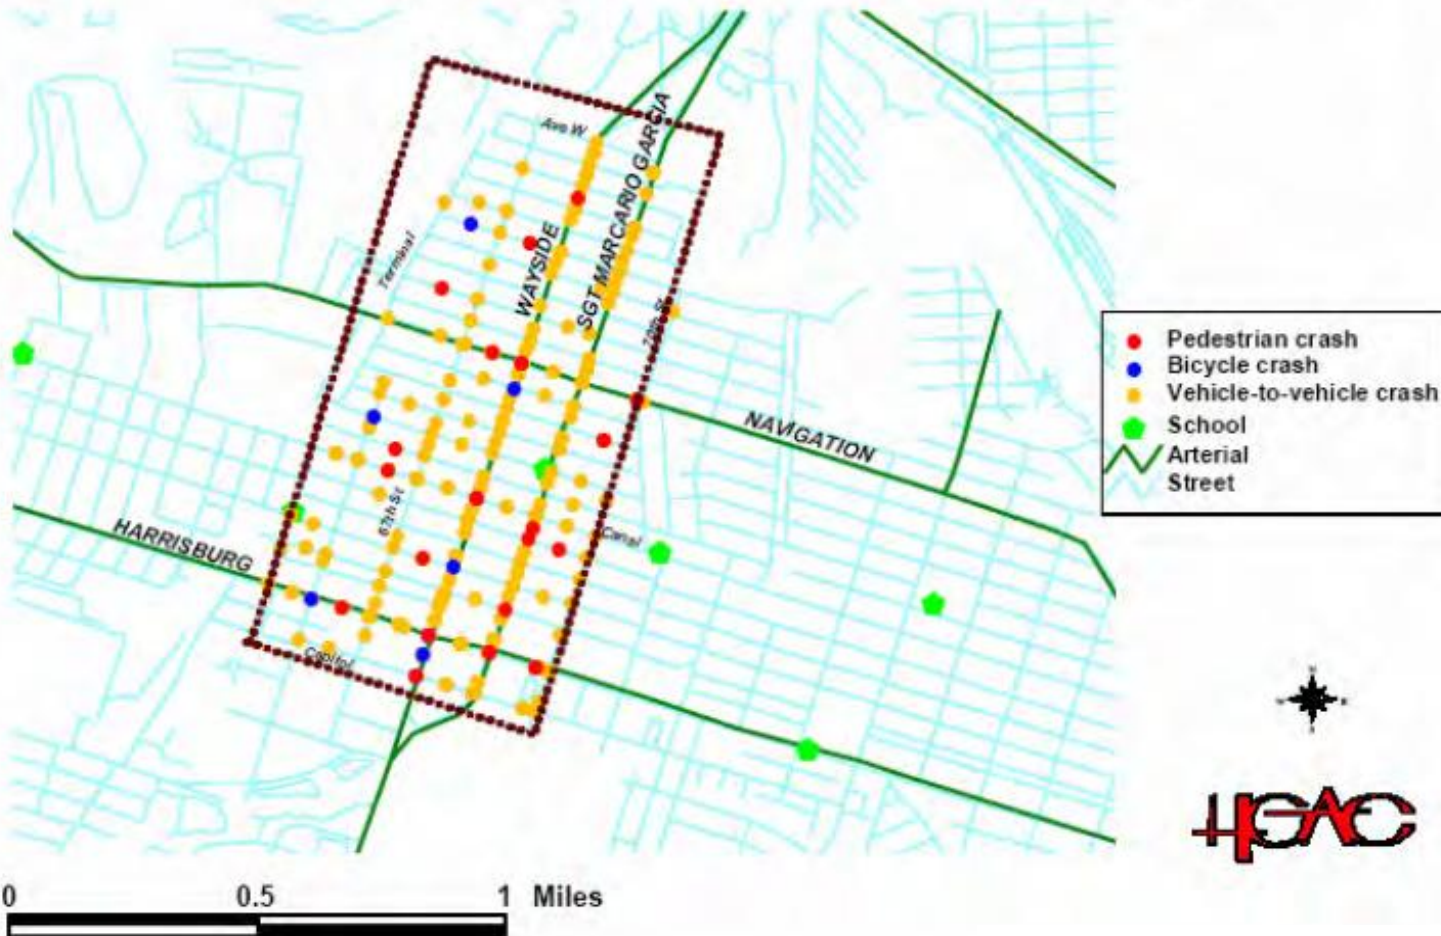 Ave W
SGT MARCARIO GARCIA
WAYSIDE
Terminal
70th St
NAVIGATION
67th St
Canal
HARRISBURG
Capitol
Pedestrian crash
Bicycle crash
Vehicle-to-vehicle crash
School
Arterial
Street
HGAC
0 0.5 1 Miles